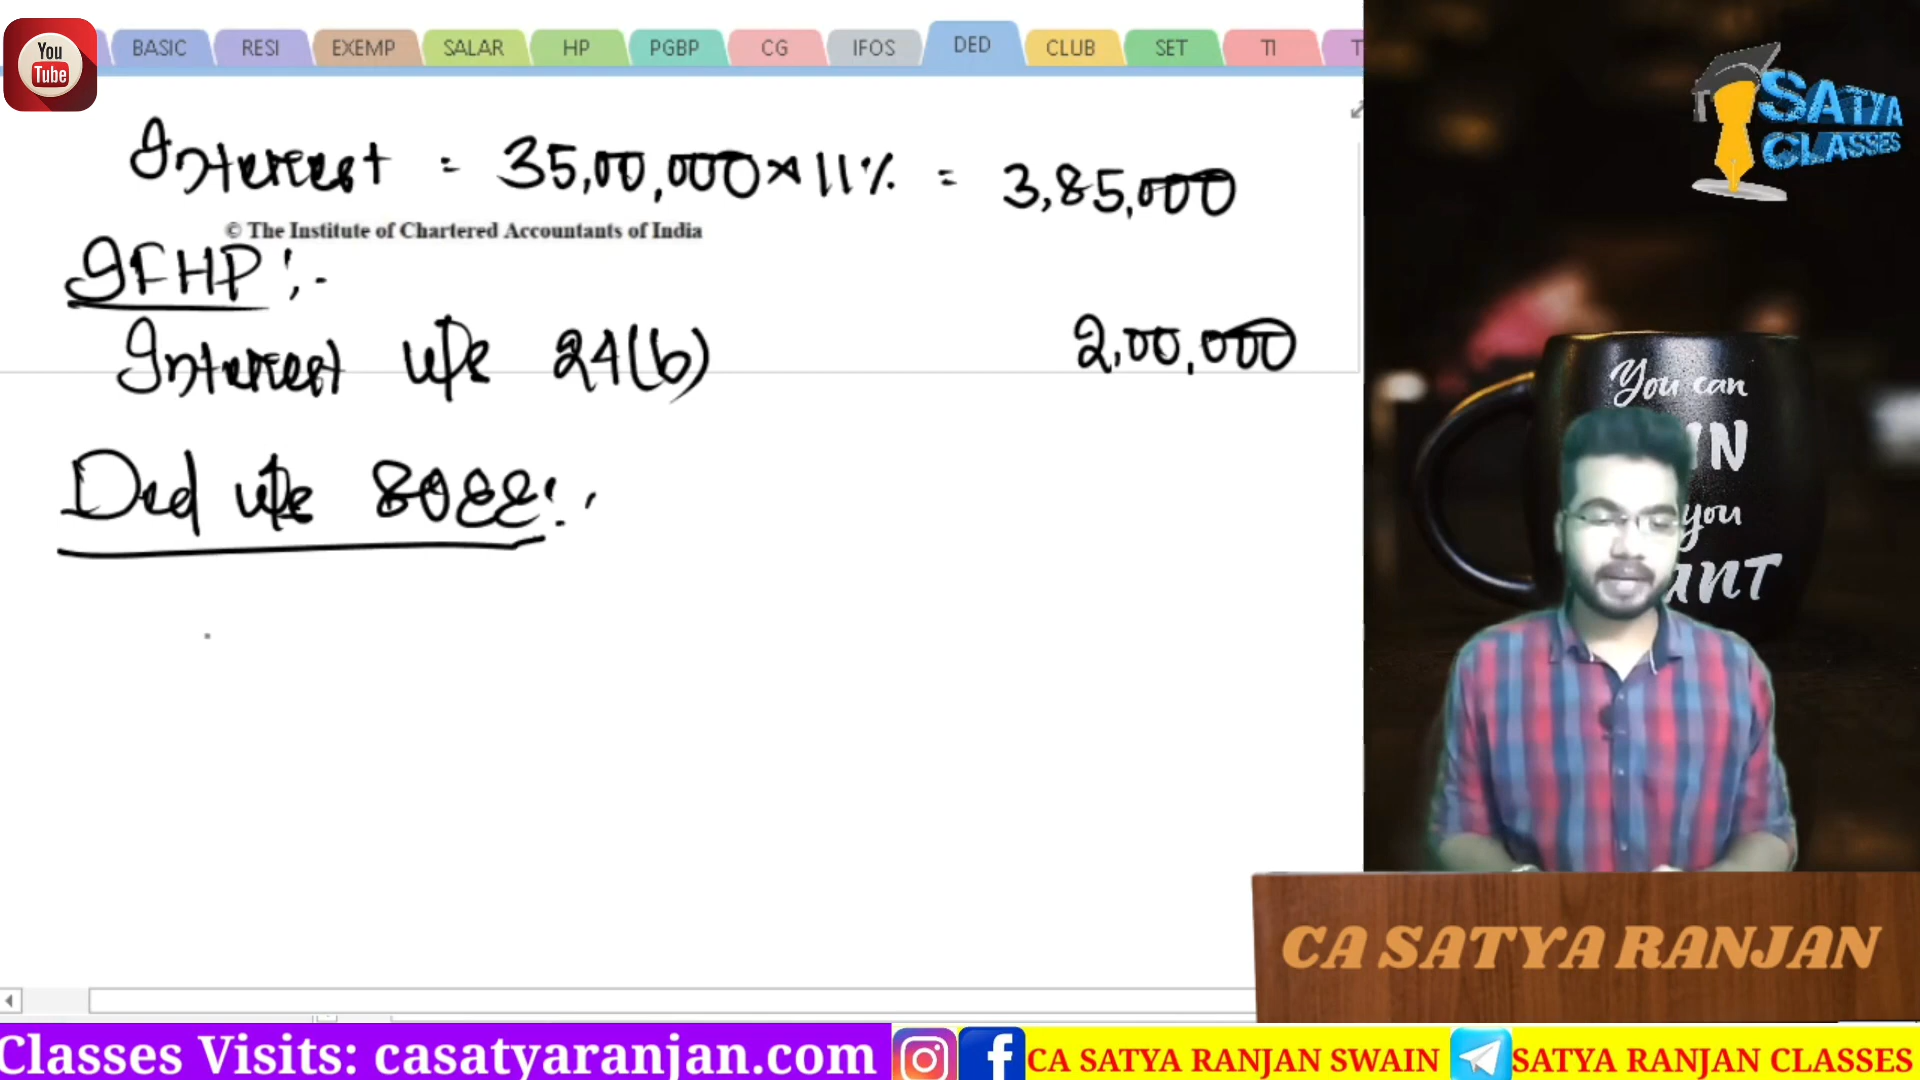 You
Tube
BASIC RESI EXEMP SALAR HP PGBP CG IFOS DED CLUB SET TI T
SATYA
CLASSES
Interest = 35,00,000 × 11% = 3,85,000
© The Institute of Chartered Accountants of India
IFHP :-
Interest u/s 24(b) 2,00,000
Ded u/s 80EE :-
You can
IN
you
ANT
CA SATYA RANJAN
Classes Visits: casatyaranjan.com CA SATYA RANJAN SWAIN SATYA RANJAN CLASSES